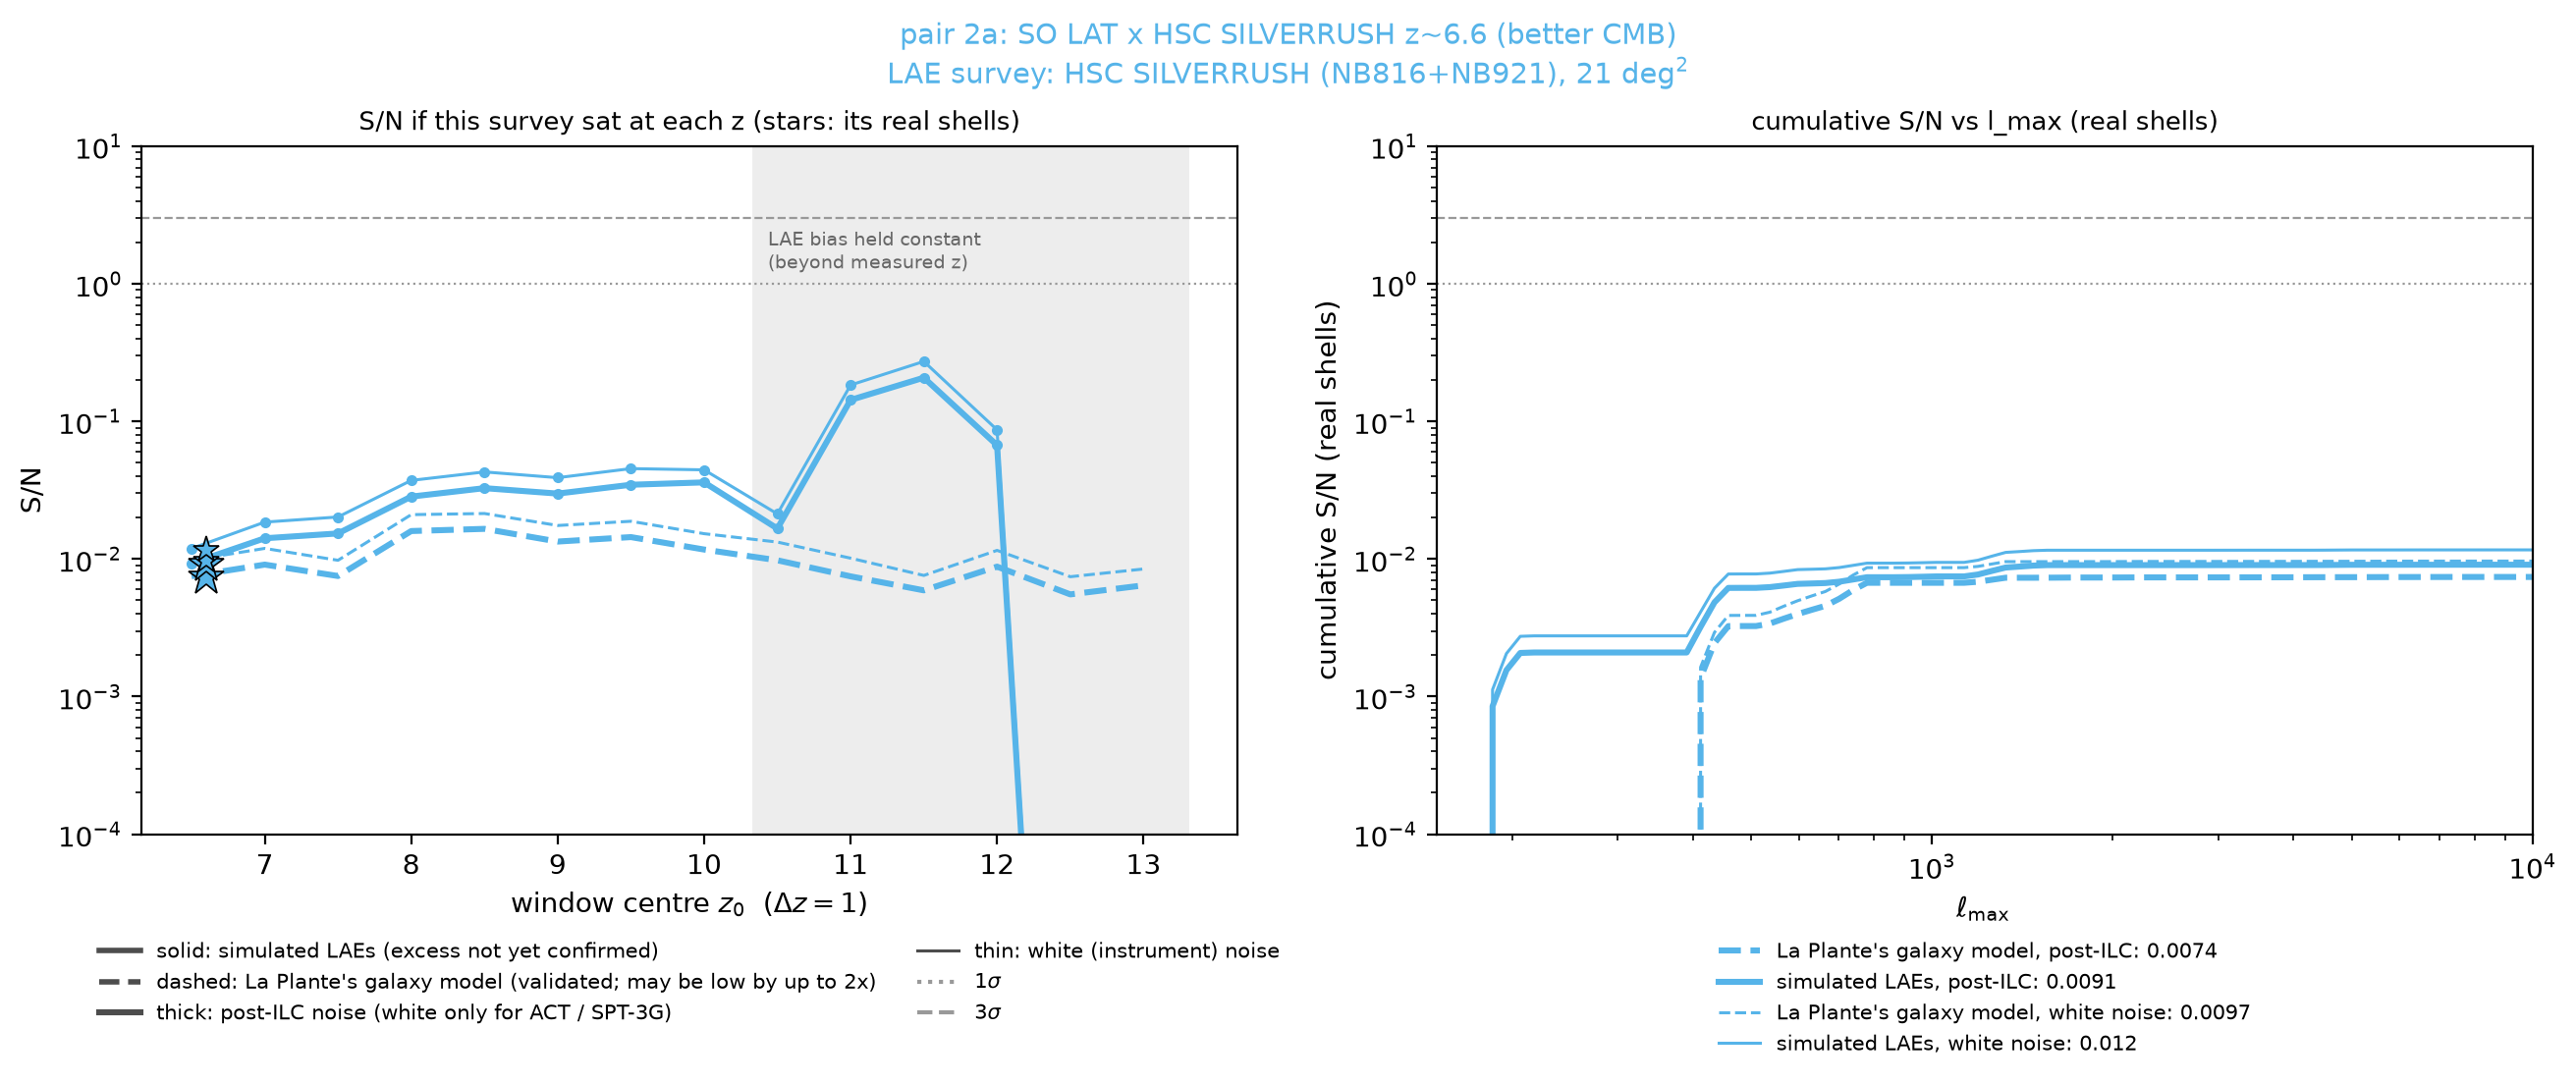 pair 2a: SO LAT x HSC SILVERRUSH z~6.6 (better CMB)
LAE survey: HSC SILVERRUSH (NB816+NB921), 21 deg²
S/N if this survey sat at each z (stars: its real shells)
S/N
10¹
10⁰
10⁻¹
10⁻²
10⁻³
10⁻⁴
LAE bias held constant
(beyond measured z)
7 8 9 10 11 12 13
window centre z₀ (Δz = 1)
solid: simulated LAEs (excess not yet confirmed)
dashed: La Plante's galaxy model (validated; may be low by up to 2x)
thick: post-ILC noise (white only for ACT / SPT-3G)
thin: white (instrument) noise
1σ
3σ
cumulative S/N vs l_max (real shells)
cumulative S/N (real shells)
10¹
10⁰
10⁻¹
10⁻²
10⁻³
10⁻⁴
10³ 10⁴
ℓmax
La Plante's galaxy model, post-ILC: 0.0074
simulated LAEs, post-ILC: 0.0091
La Plante's galaxy model, white noise: 0.0097
simulated LAEs, white noise: 0.012